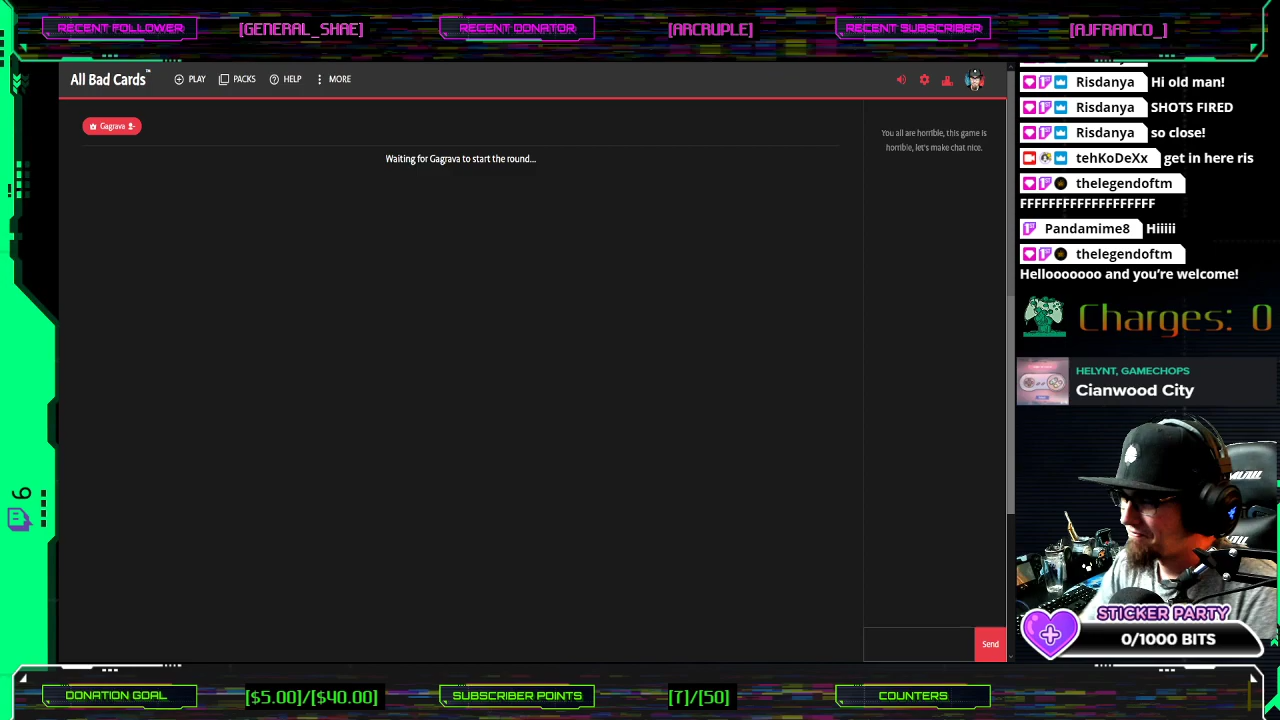 RECENT FOLLOWER
[GENERAL_SHAE]
RECENT DONATOR
[ARCRUPLE]
RECENT SUBSCRIBER
[AJFRANCO_]
All Bad Cards™
PLAY
PACKS
HELP
MORE
Gagrava
Waiting for Gagrava to start the round...
You all are horrible, this game is
horrible, let's make chat nice.
Send
Risdanya Hi old man!
Risdanya SHOTS FIRED
Risdanya so close!
tehKoDeXx get in here ris
thelegendoftm
FFFFFFFFFFFFFFFFFFF
Pandamime8 Hiiiii
thelegendoftm
Hellooooooo and you're welcome!
Charges: 0
HELYNT, GAMECHOPS
Cianwood City
STICKER PARTY
0/1000 BITS
6
DONATION GOAL
[$5.00]/[$40.00]
SUBSCRIBER POINTS
[7]/[50]
COUNTERS